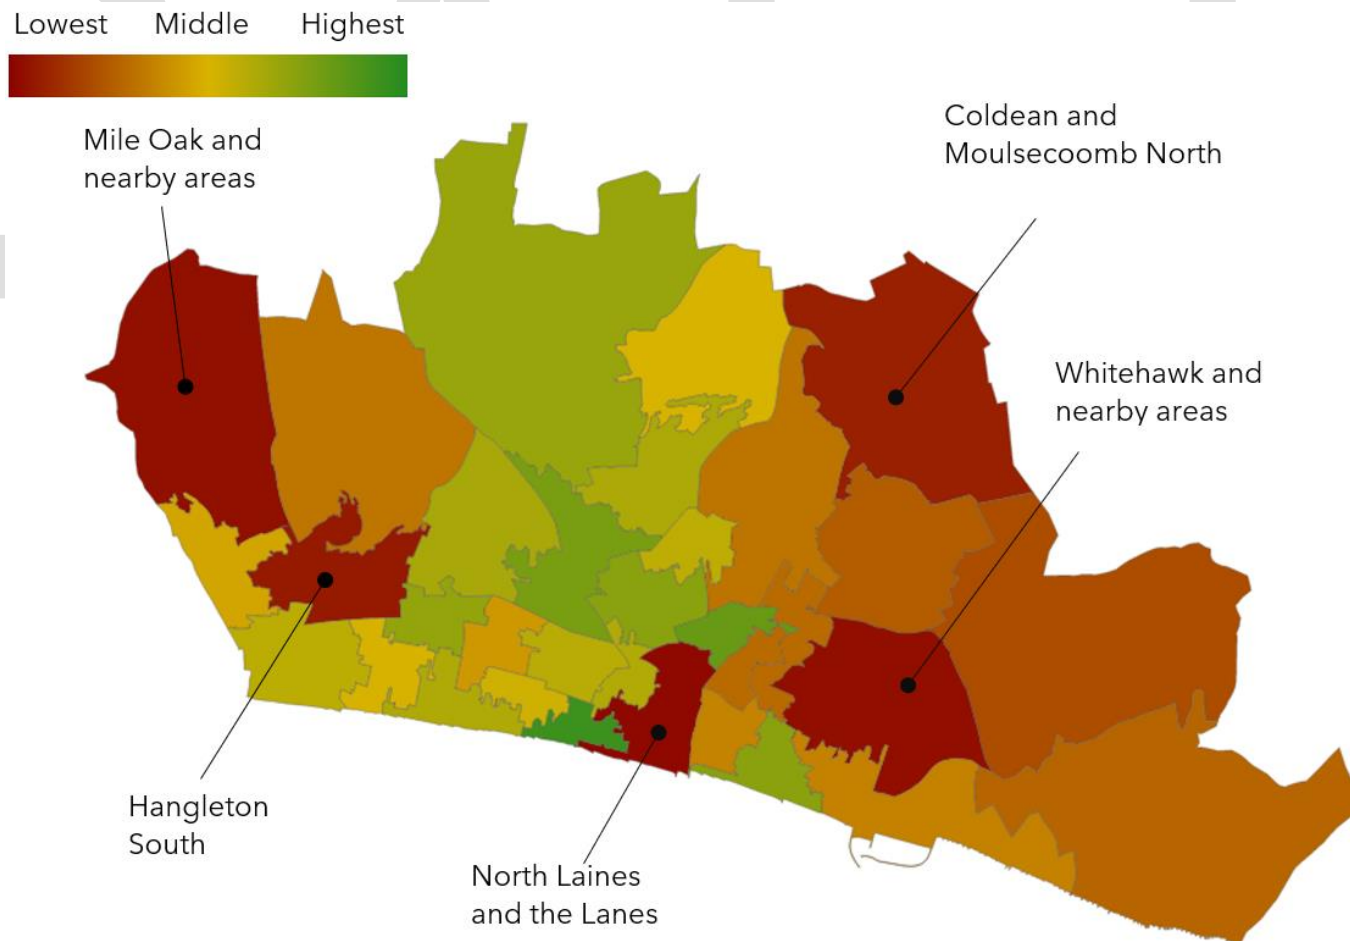 Lowest Middle Highest
Mile Oak and
nearby areas
Coldean and
Moulsecoomb North
Whitehawk and
nearby areas
Hangleton
South
North Laines
and the Lanes